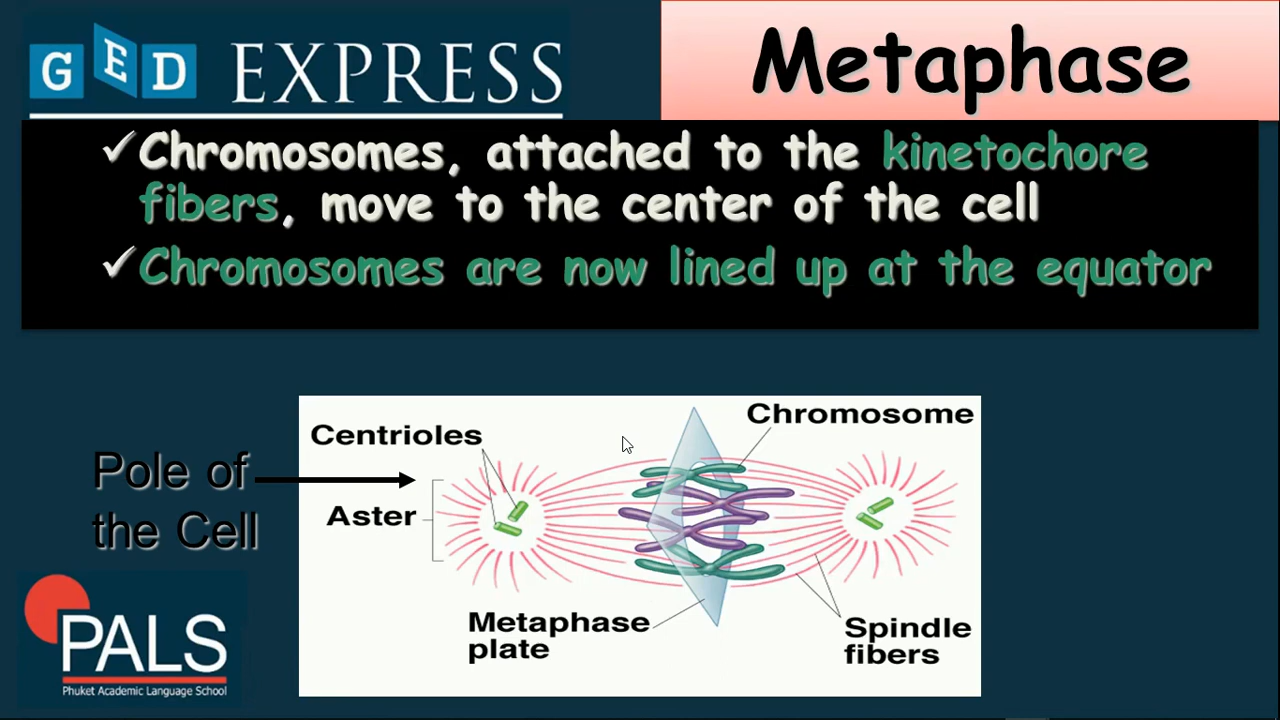 GED EXPRESS
Metaphase
✓Chromosomes, attached to the kinetochore
fibers, move to the center of the cell
✓Chromosomes are now lined up at the equator
Chromosome
Centrioles
Pole of
the Cell
Aster
Metaphase
plate
Spindle
fibers
PALS
Phuket Academic Language School